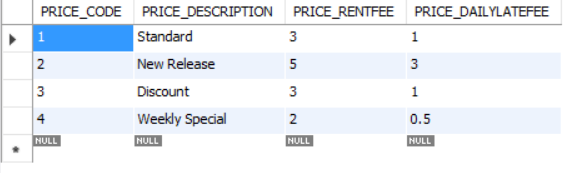 PRICE_CODE PRICE_DESCRIPTION PRICE_RENTFEE PRICE_DAILYLATEFEE
1 Standard 3 1
2 New Release 5 3
3 Discount 3 1
4 Weekly Special 2 0.5
NULL NULL NULL NULL